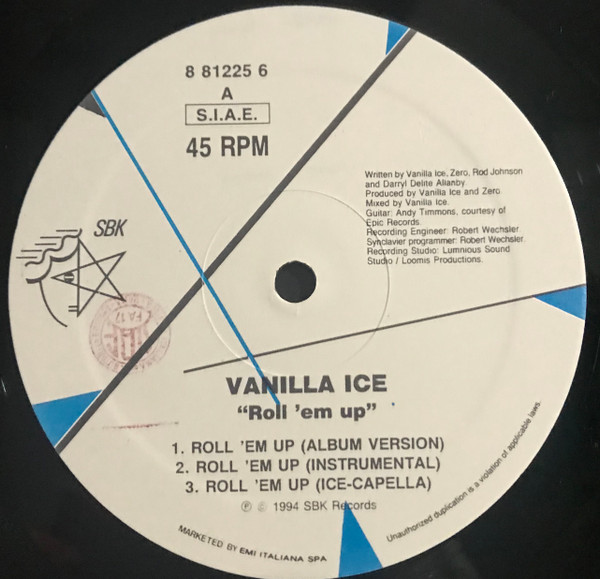 8 81225 6
A
S.I.A.E.
45 RPM
Written by Vanilla Ice, Zero, Rod Johnson
and Darryl Delite Allanby.
Produced by Vanilla Ice and Zero.
Mixed by Vanilla Ice.
Guitar: Andy Timmons, courtesy of
Epic Records.
Recording Engineer: Robert Wechsler
Synclavier programmer: Robert Wechsler.
Recording Studio: Lumnious Sound
Studio / Loomis Productions.
SBK
VANILLA ICE
“Roll ’em up”
1. ROLL ’EM UP (ALBUM VERSION)
2. ROLL ’EM UP (INSTRUMENTAL)
3. ROLL ’EM UP (ICE-CAPELLA)
℗ © 1994 SBK Records
MARKETED BY EMI ITALIANA SPA
Unauthorized duplication is a violation of applicable laws.